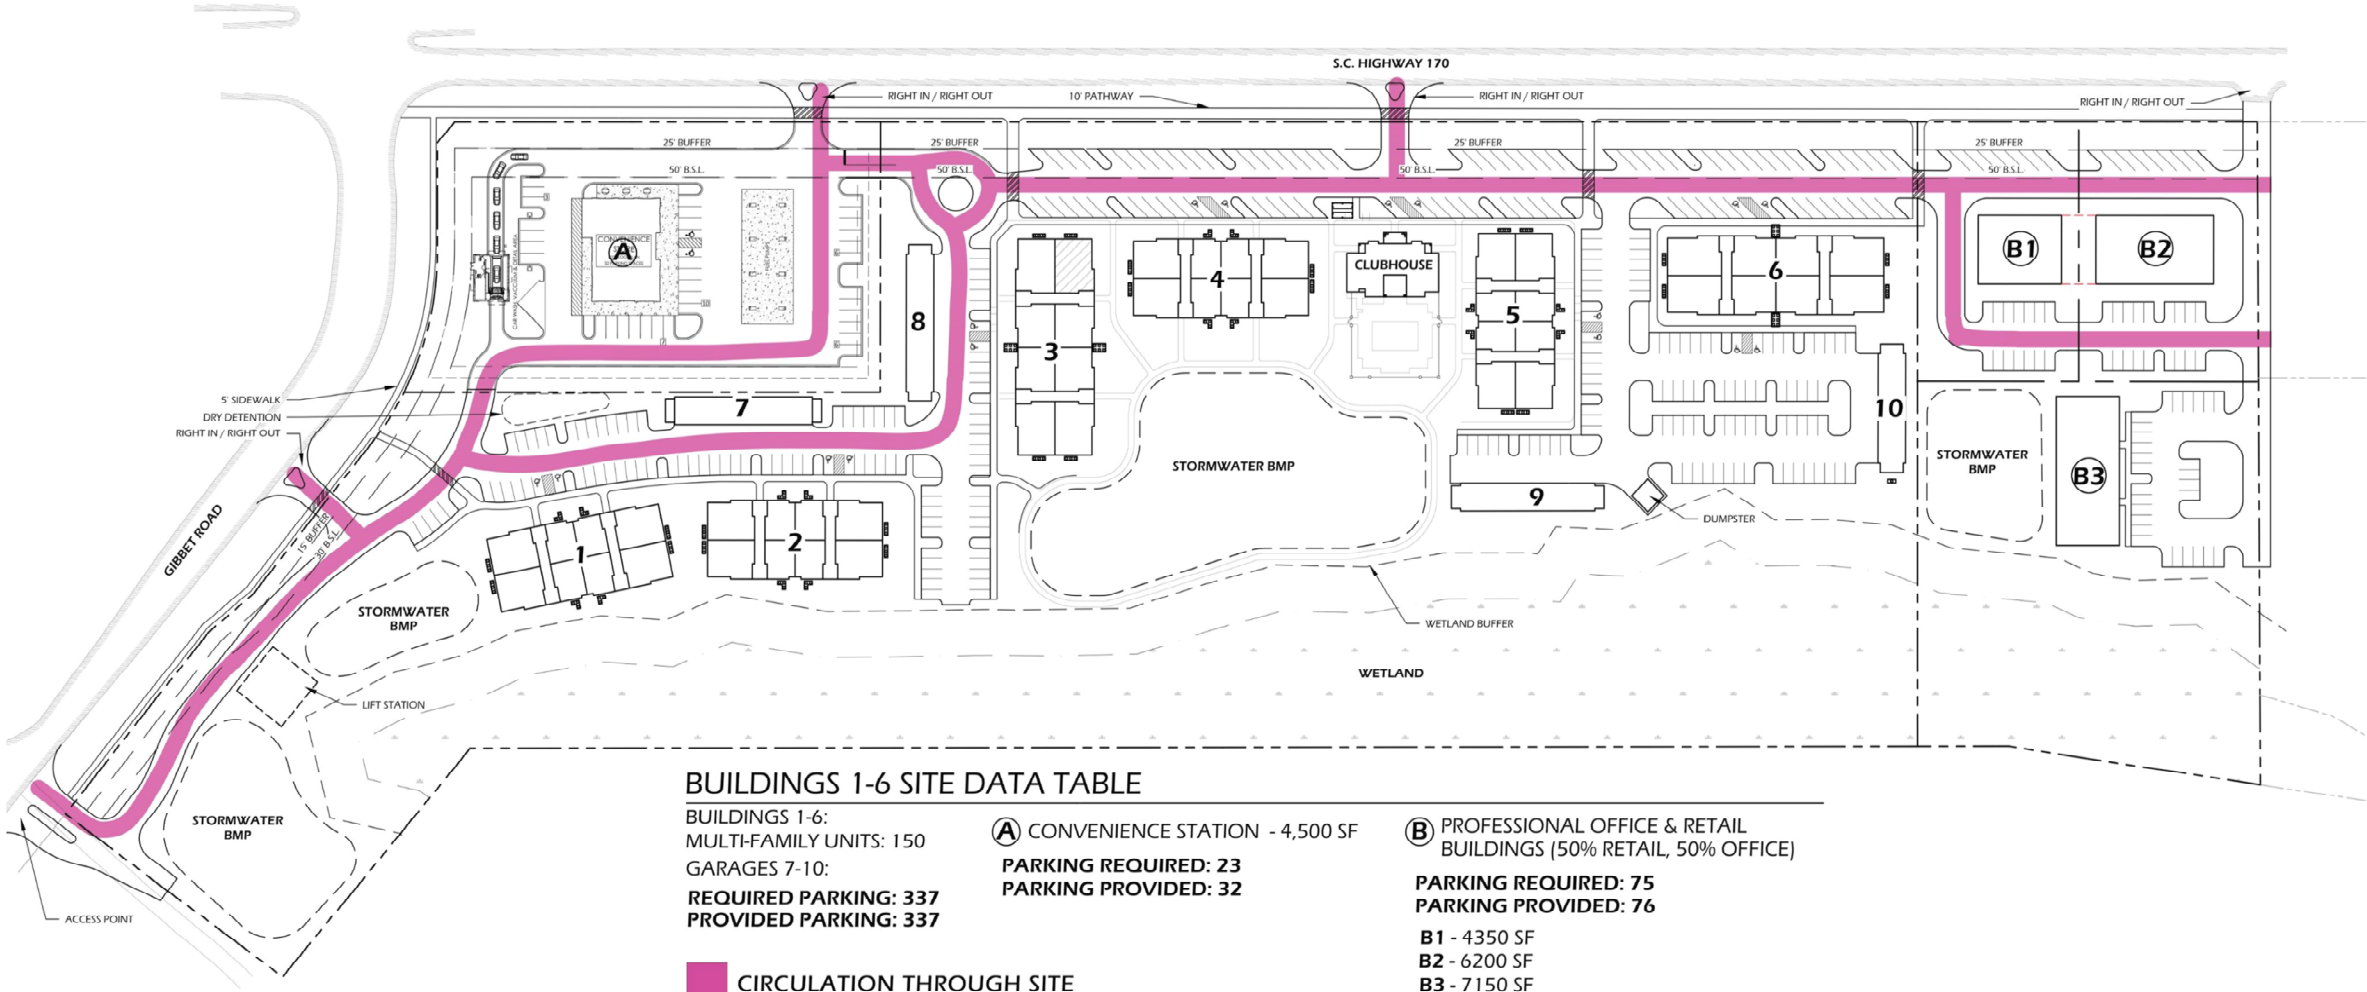 S.C. HIGHWAY 170
RIGHT IN / RIGHT OUT
10' PATHWAY
RIGHT IN / RIGHT OUT
RIGHT IN / RIGHT OUT
25' BUFFER
25' BUFFER
25' BUFFER
25' BUFFER
50' B.S.L.
50' B.S.L.
50' B.S.L.
50' B.S.L.
CONVENIENCE
A
B1
B2
CLUBHOUSE
4
6
5
8
3
5' SIDEWALK
DRY DETENTION
RIGHT IN / RIGHT OUT
7
10
STORMWATER
BMP
STORMWATER BMP
B3
9
DUMPSTER
GIBBET ROAD
15' BUFFER
30' B.S.L.
1
2
STORMWATER
BMP
WETLAND BUFFER
WETLAND
LIFT STATION
STORMWATER
BMP
ACCESS POINT
BUILDINGS 1-6 SITE DATA TABLE
BUILDINGS 1-6:
MULTI-FAMILY UNITS: 150
GARAGES 7-10:
REQUIRED PARKING: 337
PROVIDED PARKING: 337
A CONVENIENCE STATION - 4,500 SF
PARKING REQUIRED: 23
PARKING PROVIDED: 32
B PROFESSIONAL OFFICE & RETAIL
BUILDINGS (50% RETAIL, 50% OFFICE)
PARKING REQUIRED: 75
PARKING PROVIDED: 76
B1 - 4350 SF
B2 - 6200 SF
B3 - 7150 SF
CIRCULATION THROUGH SITE